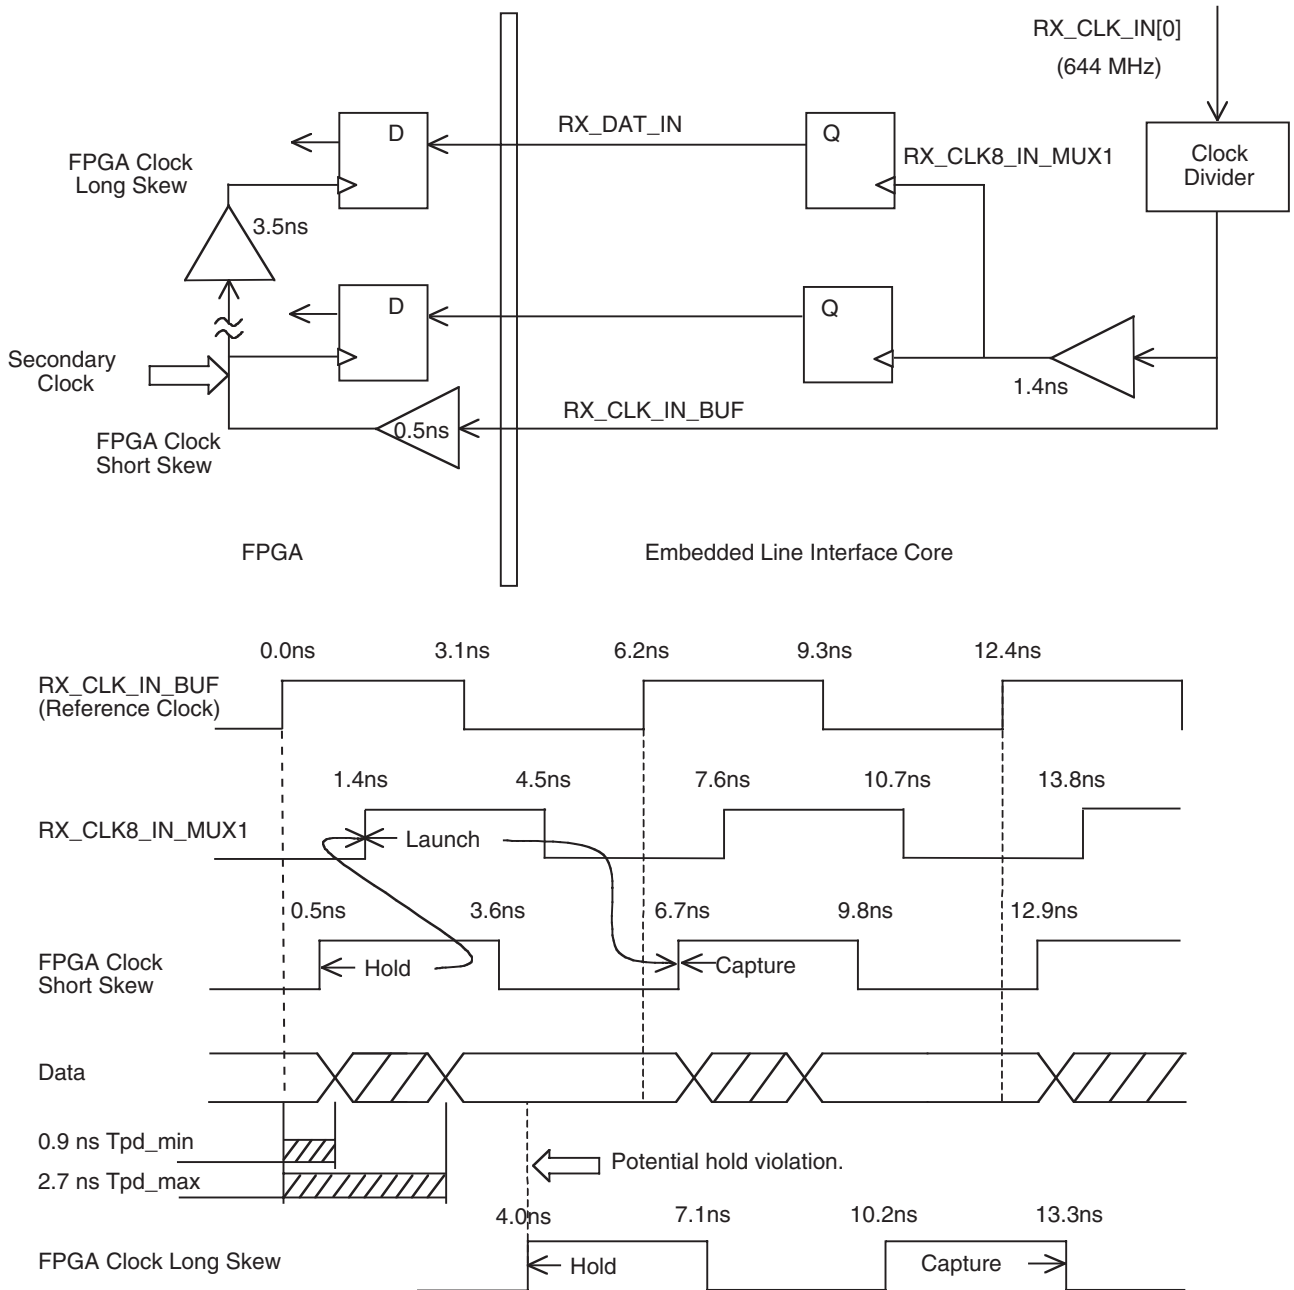 RX_CLK_IN[0]
(644 MHz)
RX_DAT_IN
D
Q
RX_CLK8_IN_MUX1
Clock
Divider
FPGA Clock
Long Skew
3.5ns
D
Q
Secondary
Clock
1.4ns
RX_CLK_IN_BUF
0.5ns
FPGA Clock
Short Skew
FPGA
Embedded Line Interface Core
0.0ns
3.1ns
6.2ns
9.3ns
12.4ns
RX_CLK_IN_BUF
(Reference Clock)
1.4ns
4.5ns
7.6ns
10.7ns
13.8ns
RX_CLK8_IN_MUX1
Launch
0.5ns
3.6ns
6.7ns
9.8ns
12.9ns
FPGA Clock
Short Skew
Hold
Capture
Data
0.9 ns Tpd_min
2.7 ns Tpd_max
Potential hold violation.
4.0ns
7.1ns
10.2ns
13.3ns
FPGA Clock Long Skew
Hold
Capture